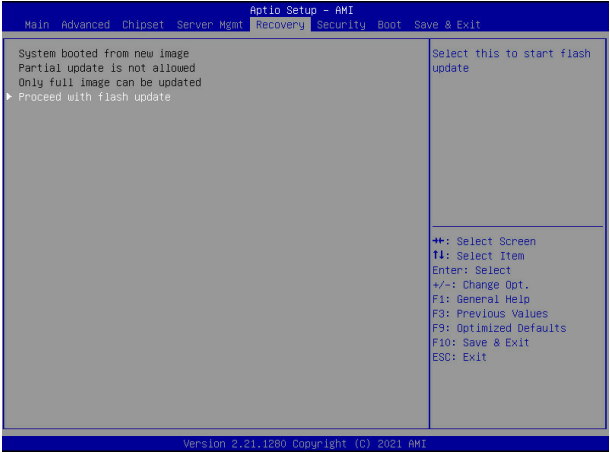 Aptio Setup – AMI
Main Advanced Chipset Server Mgmt Recovery Security Boot Save & Exit
System booted from new image
Partial update is not allowed
Only full image can be updated
Proceed with flash update
Select this to start flash
update
→←: Select Screen
↑↓: Select Item
Enter: Select
+/-: Change Opt.
F1: General Help
F3: Previous Values
F9: Optimized Defaults
F10: Save & Exit
ESC: Exit
Version 2.21.1280 Copyright (C) 2021 AMI